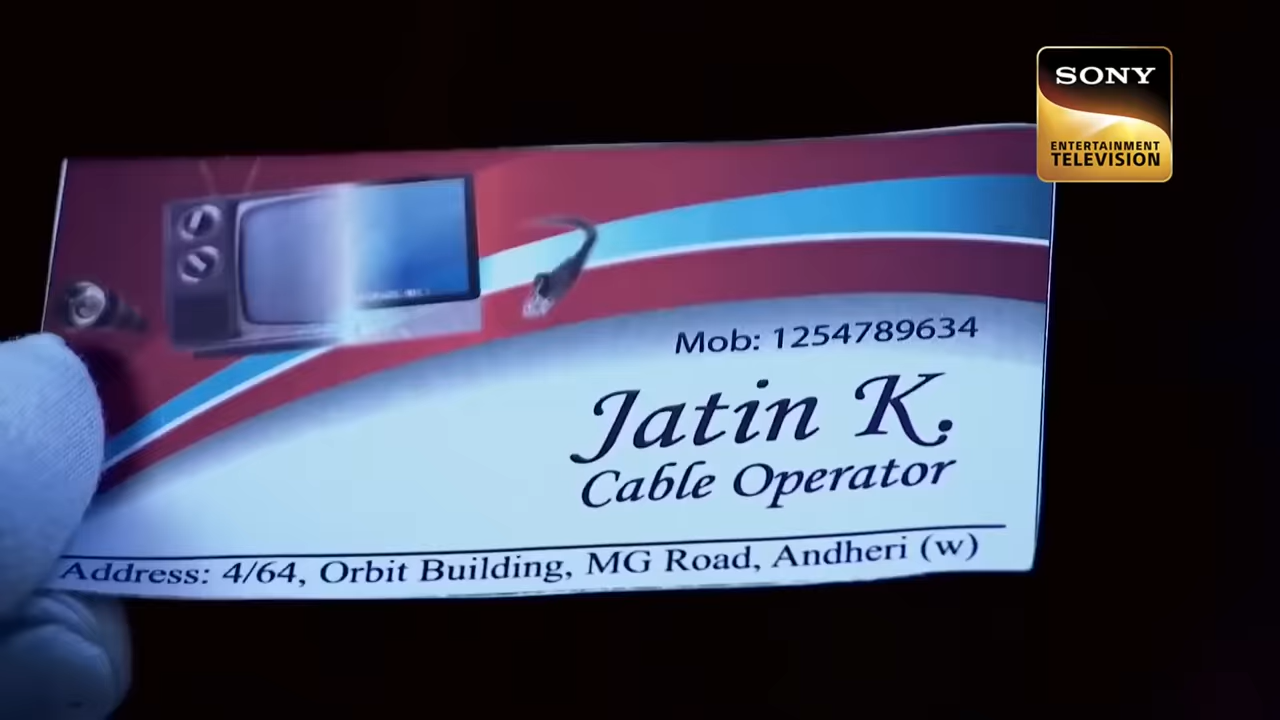 SONY
ENTERTAINMENT
TELEVISION
Mob: 1254789634
Jatin K.
Cable Operator
Address: 4/64, Orbit Building, MG Road, Andheri (w)